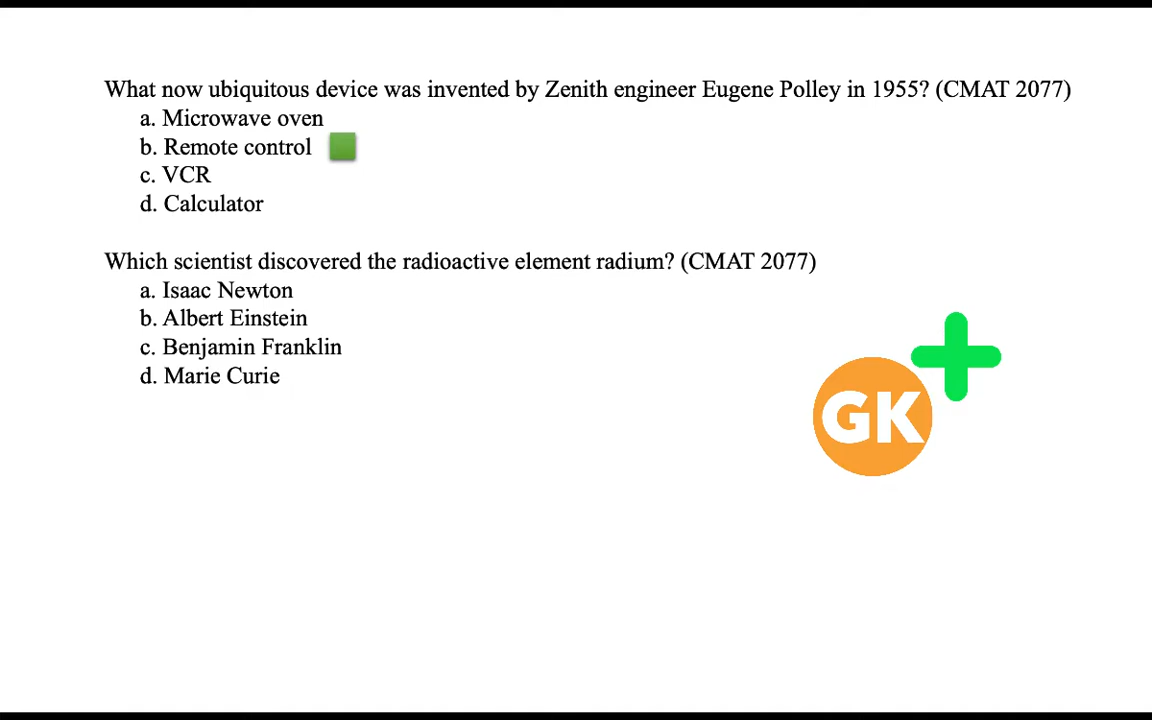 What now ubiquitous device was invented by Zenith engineer Eugene Polley in 1955? (CMAT 2077)
a. Microwave oven
b. Remote control
c. VCR
d. Calculator
Which scientist discovered the radioactive element radium? (CMAT 2077)
a. Isaac Newton
b. Albert Einstein
c. Benjamin Franklin
d. Marie Curie
GK